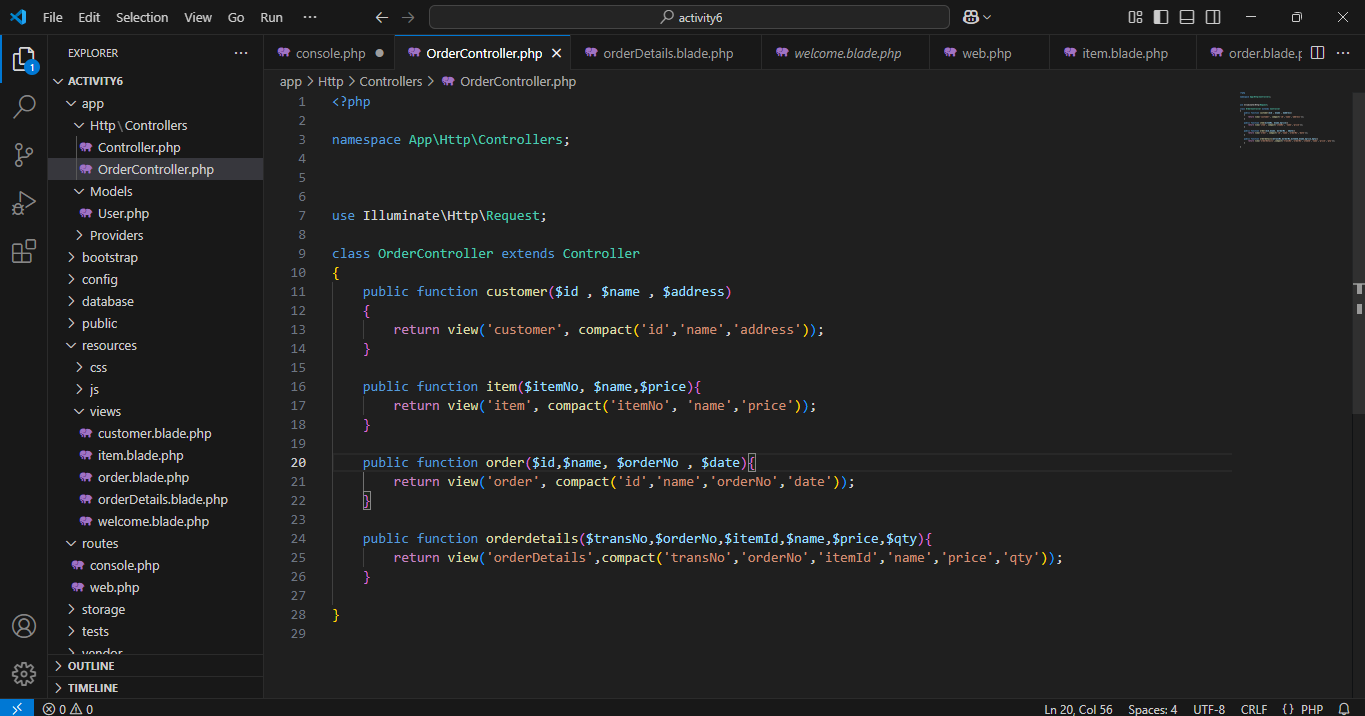 File Edit Selection View Go Run ··· activity6
EXPLORER ···
ACTIVITY6
app
Http\Controllers
Controller.php
OrderController.php
Models
User.php
Providers
bootstrap
config
database
public
resources
css
js
views
customer.blade.php
item.blade.php
order.blade.php
orderDetails.blade.php
welcome.blade.php
routes
console.php
web.php
storage
tests
vendor
OUTLINE
TIMELINE
1
console.php OrderController.php orderDetails.blade.php welcome.blade.php web.php item.blade.php order.blade.p ···
app > Http > Controllers > OrderController.php
1 <?php
2
3 namespace App\Http\Controllers;
4
5
6
7 use Illuminate\Http\Request;
8
9 class OrderController extends Controller
10 {
11 public function customer($id , $name , $address)
12 {
13 return view('customer', compact('id','name','address'));
14 }
15
16 public function item($itemNo, $name,$price){
17 return view('item', compact('itemNo', 'name','price'));
18 }
19
20 public function order($id,$name, $orderNo , $date){
21 return view('order', compact('id','name','orderNo','date'));
22 }
23
24 public function orderdetails($transNo,$orderNo,$itemId,$name,$price,$qty){
25 return view('orderDetails',compact('transNo','orderNo','itemId','name','price','qty'));
26 }
27
28 }
29
0 0 Ln 20, Col 56 Spaces: 4 UTF-8 CRLF {} PHP